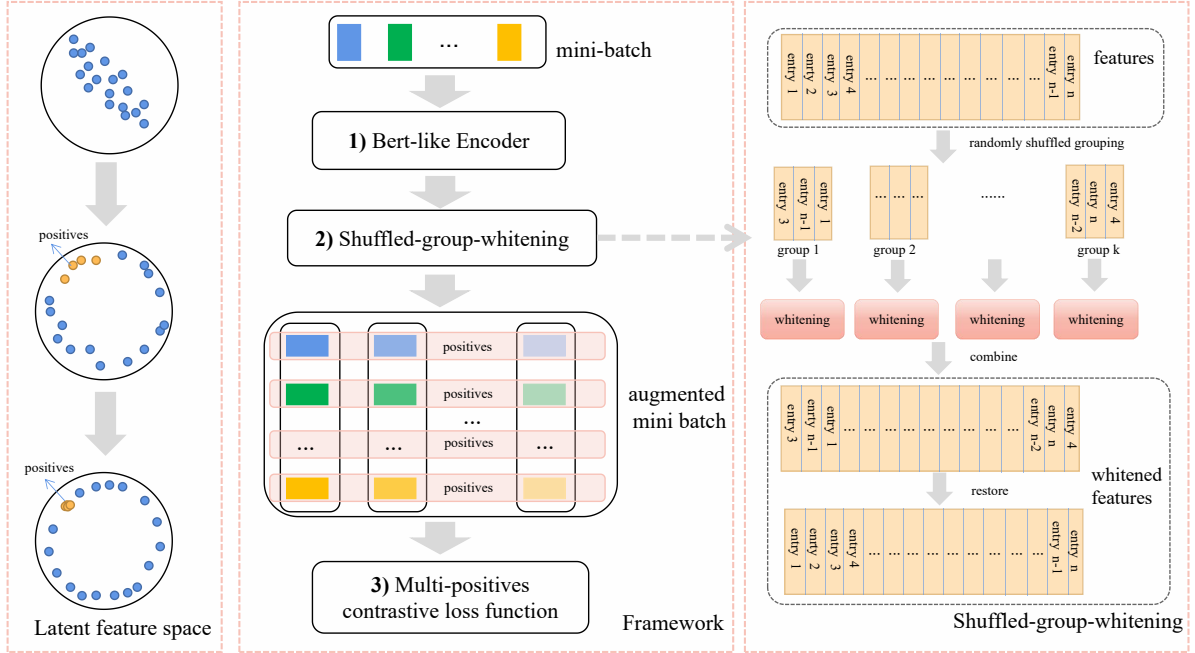 positives
positives
Latent feature space
...
mini-batch
1) Bert-like Encoder
2) Shuffled-group-whitening
positives
positives
...
... ... positives ...
positives
augmented
mini batch
3) Multi-positives
contrastive loss function
Framework
entry 1
entry 2
entry 3
entry 4
... ... ... ... ... ... ... ... ... ...
entry n-1
entry n
features
randomly shuffled grouping
entry 3
entry n-1
entry 1
... ... ...
......
entry n-2
entry n
entry 4
group 1
group 2
group k
whitening
whitening
whitening
whitening
combine
entry 3
enrty n-1
entry 1
... ... ... ... ... ... ... ... ... ...
entry n-2
entry n
entry 4
whitened
features
restore
entry 1
enrty 2
entry 3
entry 4
... ... ... ... ... ... ... ... ... ...
entry n-1
entry n
Shuffled-group-whitening